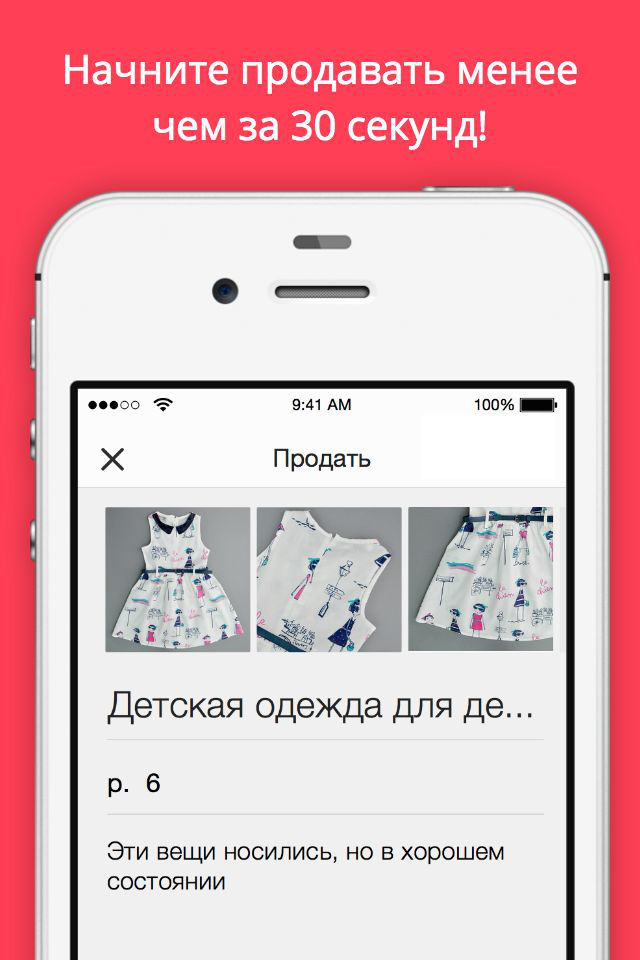 Начните продавать менее
чем за 30 секунд!
9:41 AM
100%
Продать
Детская одежда для де...
р. 6
Эти вещи носились, но в хорошем
состоянии